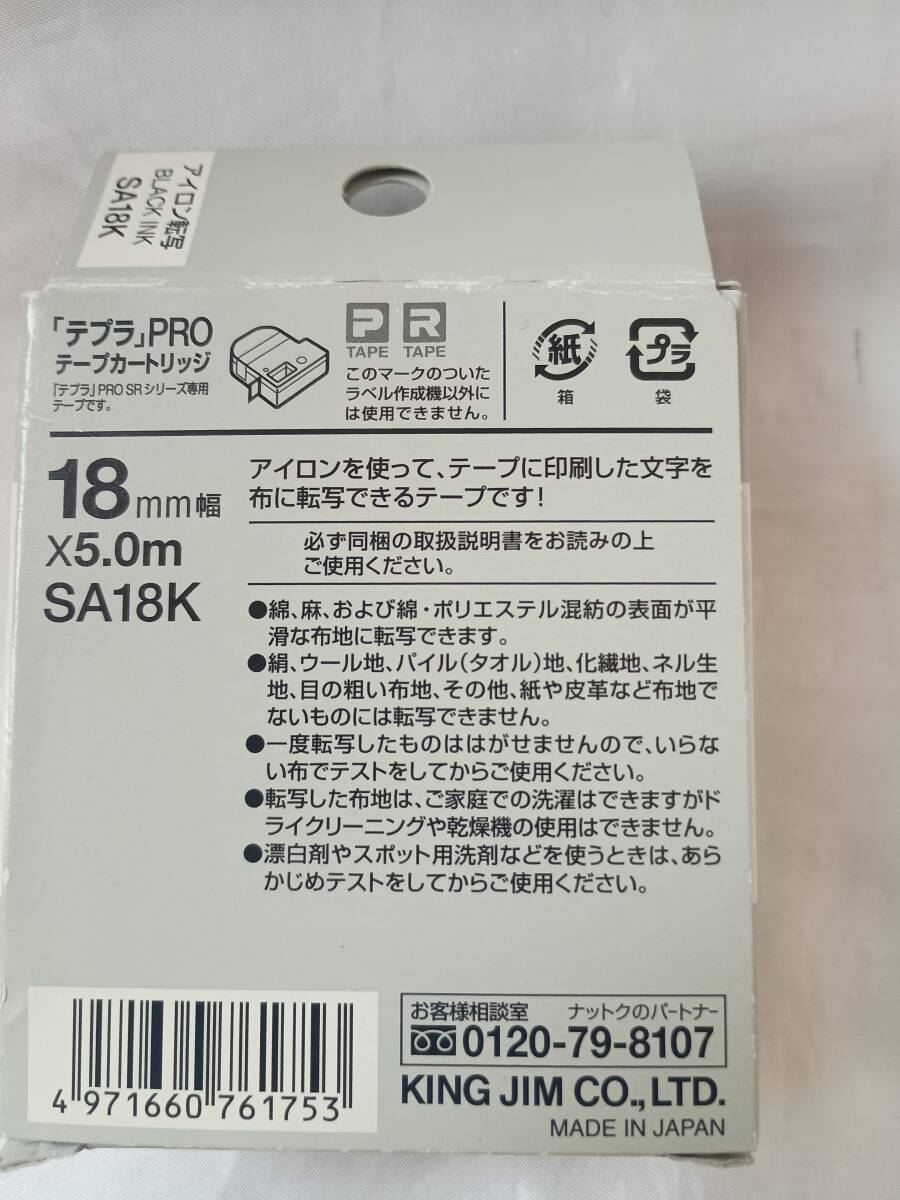 アイロン転写
BLACK INK
SA18K
「テプラ」PRO
テープカートリッジ
「テプラ」PRO SRシリーズ専用
テープです。
P R
TAPE TAPE
このマークのついた
ラベル作成機以外に
は使用できません。
紙
箱
プラ
袋
18mm幅
X5.0m
SA18K
アイロンを使って、テープに印刷した文字を
布に転写できるテープです!
必ず同梱の取扱説明書をお読みの上
ご使用ください。
●綿、麻、および綿・ポリエステル混紡の表面が平
滑な布地に転写できます。
●絹、ウール地、パイル(タオル)地、化繊地、ネル生
地、目の粗い布地、その他、紙や皮革など布地で
ないものには転写できません。
●一度転写したものははがせませんので、いらな
い布でテストをしてからご使用ください。
●転写した布地は、ご家庭での洗濯はできますがド
ライクリーニングや乾燥機の使用はできません。
●漂白剤やスポット用洗剤などを使うときは、あら
かじめテストをしてからご使用ください。
4 971660 761753
お客様相談室 ナットクのパートナー
0120-79-8107
KING JIM CO.,LTD.
MADE IN JAPAN